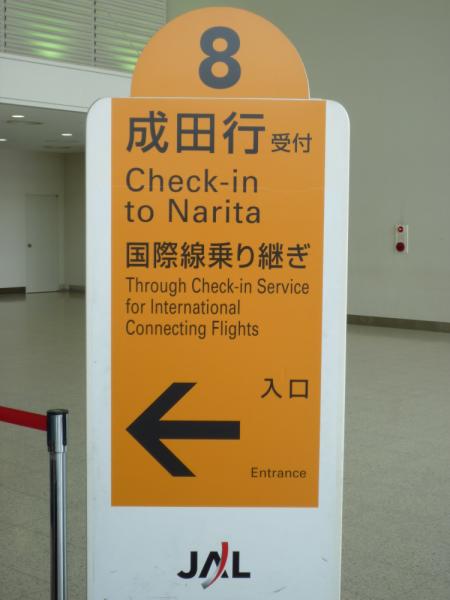 8
成田行 受付
Check-in
to Narita
国際線乗り継ぎ
Through Check-in Service
for International
Connecting Flights
入口
Entrance
JAL